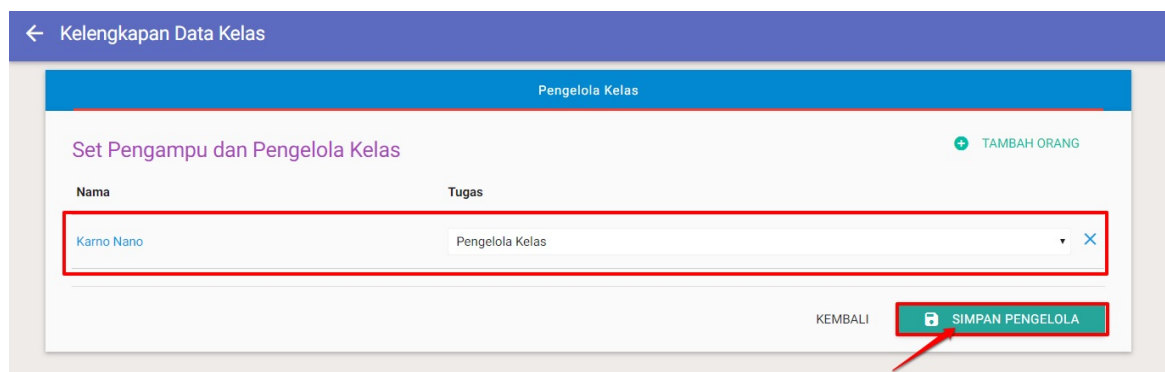 Kelengkapan Data Kelas
Pengelola Kelas
Set Pengampu dan Pengelola Kelas
TAMBAH ORANG
Nama Tugas
Karno Nano Pengelola Kelas
KEMBALI SIMPAN PENGELOLA